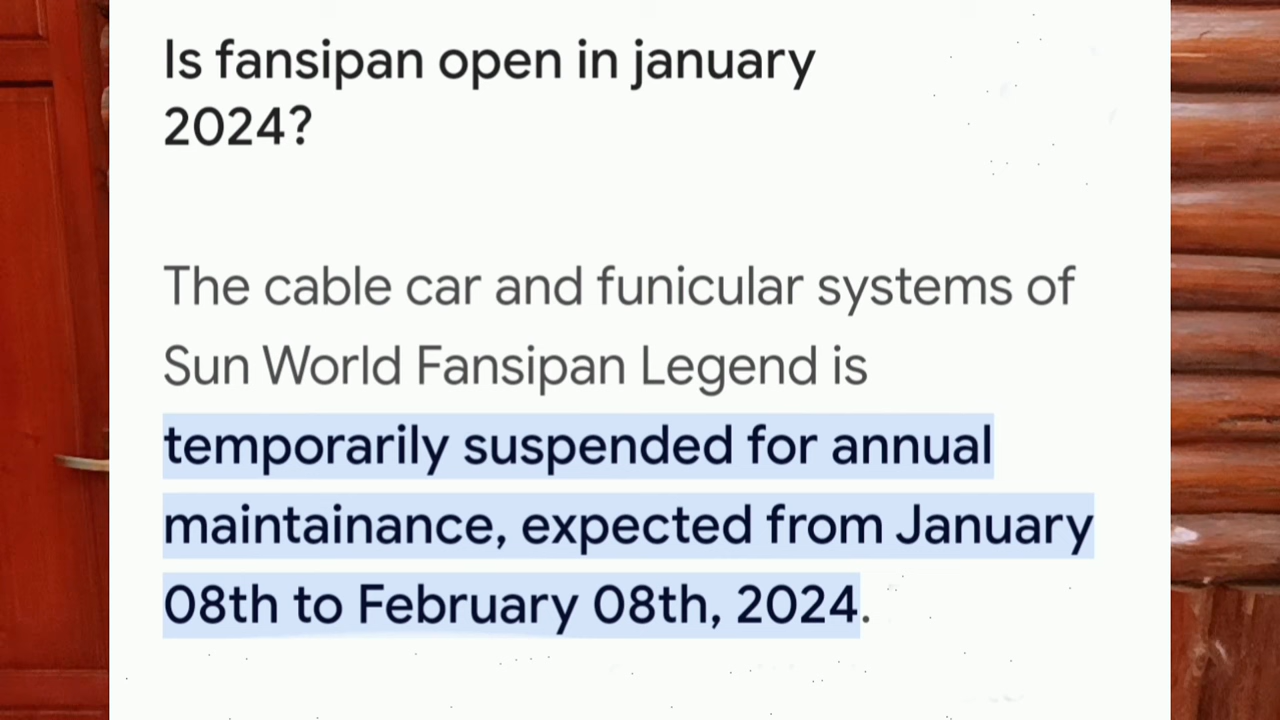 Is fansipan open in january
2024?
The cable car and funicular systems of
Sun World Fansipan Legend is
temporarily suspended for annual
maintainance, expected from January
08th to February 08th, 2024.